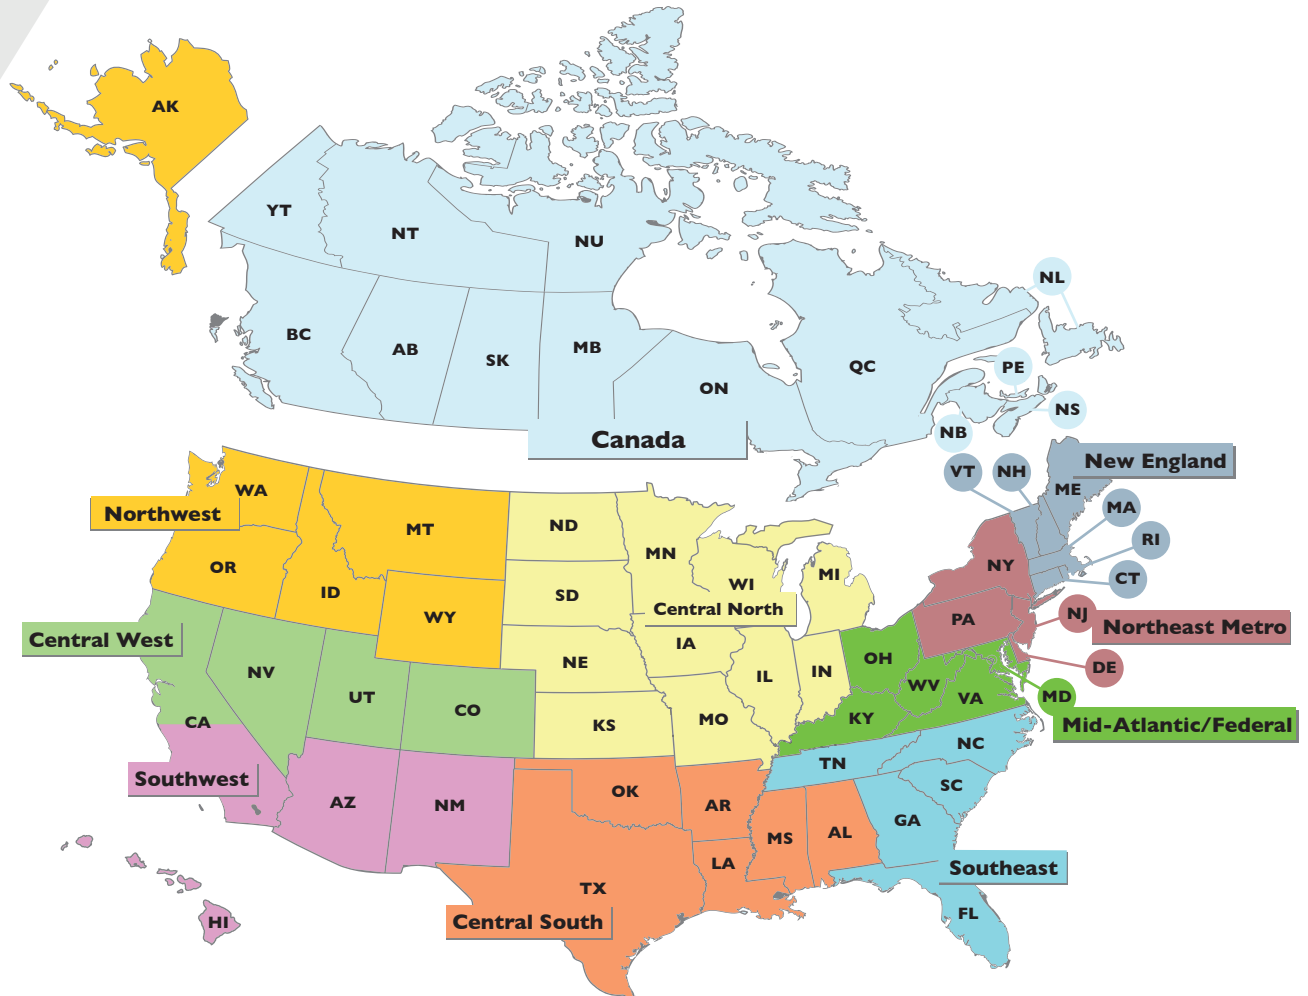 AK
YT
NT
NU
NL
BC
AB
SK
MB
ON
QC
PE
NS
NB
Canada
New England
VT
NH
ME
MA
RI
CT
WA
Northwest
MT
OR
ID
WY
ND
SD
MN
WI
MI
Central North
NE
IA
IL
IN
KS
MO
NY
PA
NJ
Northeast Metro
DE
OH
WV
VA
MD
KY
Mid-Atlantic/Federal
Central West
NV
UT
CO
CA
Southwest
AZ
NM
HI
OK
AR
TX
LA
MS
AL
Central South
TN
NC
SC
GA
Southeast
FL